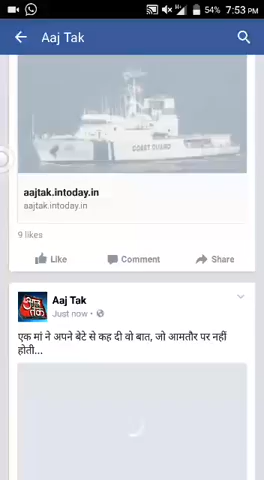 54% 7:53 PM
Aaj Tak
COAST GUARD
aajtak.intoday.in
aajtak.intoday.in
9 likes
Like Comment Share
Aaj Tak
Just now
एक मां ने अपने बेटे से कह दी वो बात, जो आमतौर पर नहीं
होती...